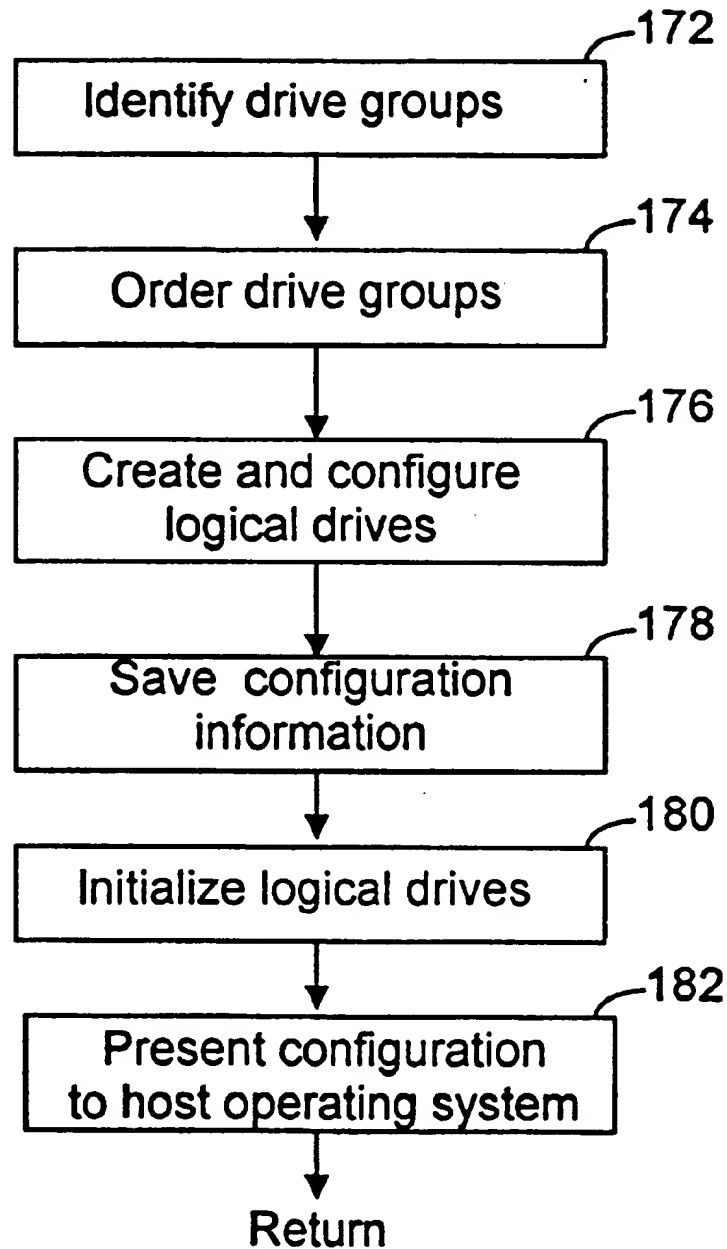 172
Identify drive groups
174
Order drive groups
176
Create and configure
logical drives
178
Save configuration
information
180
Initialize logical drives
182
Present configuration
to host operating system
Return